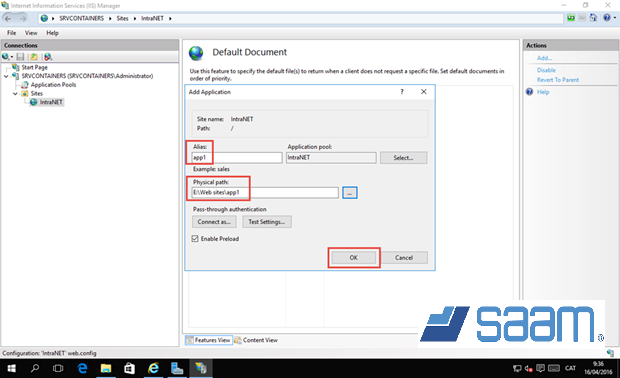 Internet Information Services (IIS) Manager
SRVCONTAINERS ▸ Sites ▸ IntraNET ▸
File View Help
Connections
Start Page
SRVCONTAINERS (SRVCONTAINERS\Administrator)
Application Pools
Sites
IntraNET
Default Document
Use this feature to specify the default file(s) to return when a client does not request a specific file. Set default documents in
order of priority.
Add Application
? ×
Site name: IntraNET
Path: /
Alias: Application pool:
app1 IntraNET Select...
Example: sales
Physical path:
E:\Web sites\app1 ...
Pass-through authentication
Connect as... Test Settings...
Enable Preload
OK Cancel
Features View Content View
Actions
Add...
Disable
Revert To Parent
Help
saam®
Configuration: 'IntraNET' web.config
CAT 9:36
16/04/2016